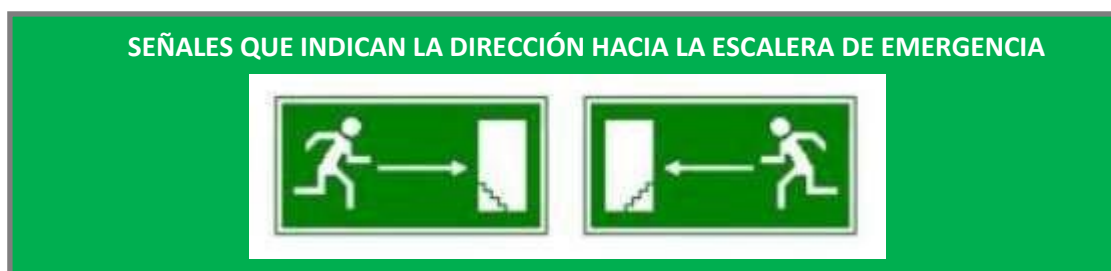 SEÑALES QUE INDICAN LA DIRECCIÓN HACIA LA ESCALERA DE EMERGENCIA